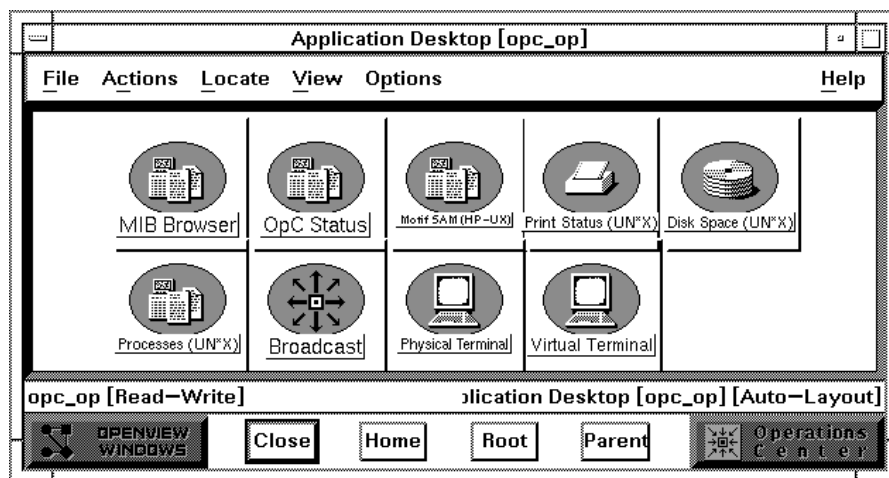 Application Desktop [opc_op]
File Actions Locate View Options Help
MIB Browser OpC Status Motif SAM (HP-UX) Print Status (UN*X) Disk Space (UN*X)
Processes (UN*X) Broadcast Physical Terminal Virtual Terminal
opc_op [Read-Write] plication Desktop [opc_op] [Auto-Layout]
OPENVIEW
WINDOWS
Close Home Root Parent
Operations
Center